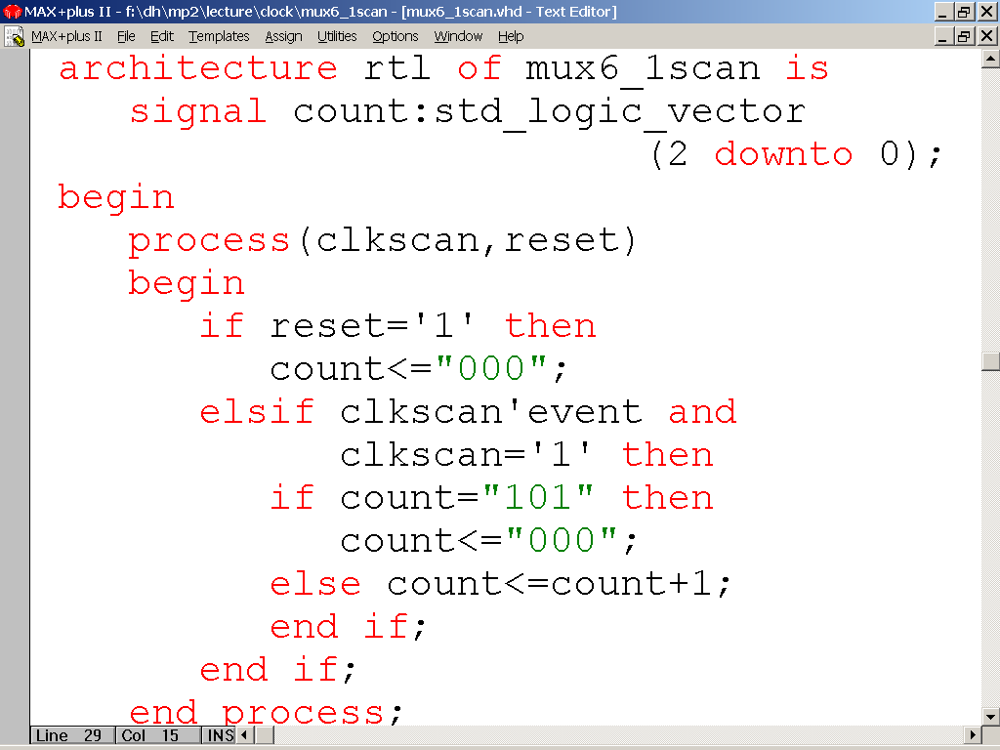 MAX+plus II - f:\dh\mp2\lecture\clock\mux6_1scan - [mux6_1scan.vhd - Text Editor]
MAX+plus II File Edit Templates Assign Utilities Options Window Help
architecture rtl of mux6_1scan is
signal count:std_logic_vector
(2 downto 0);
begin
process(clkscan,reset)
begin
if reset='1' then
count<="000";
elsif clkscan'event and
clkscan='1' then
if count="101" then
count<="000";
else count<=count+1;
end if;
end if;
end process;
Line 29 Col 15 INS